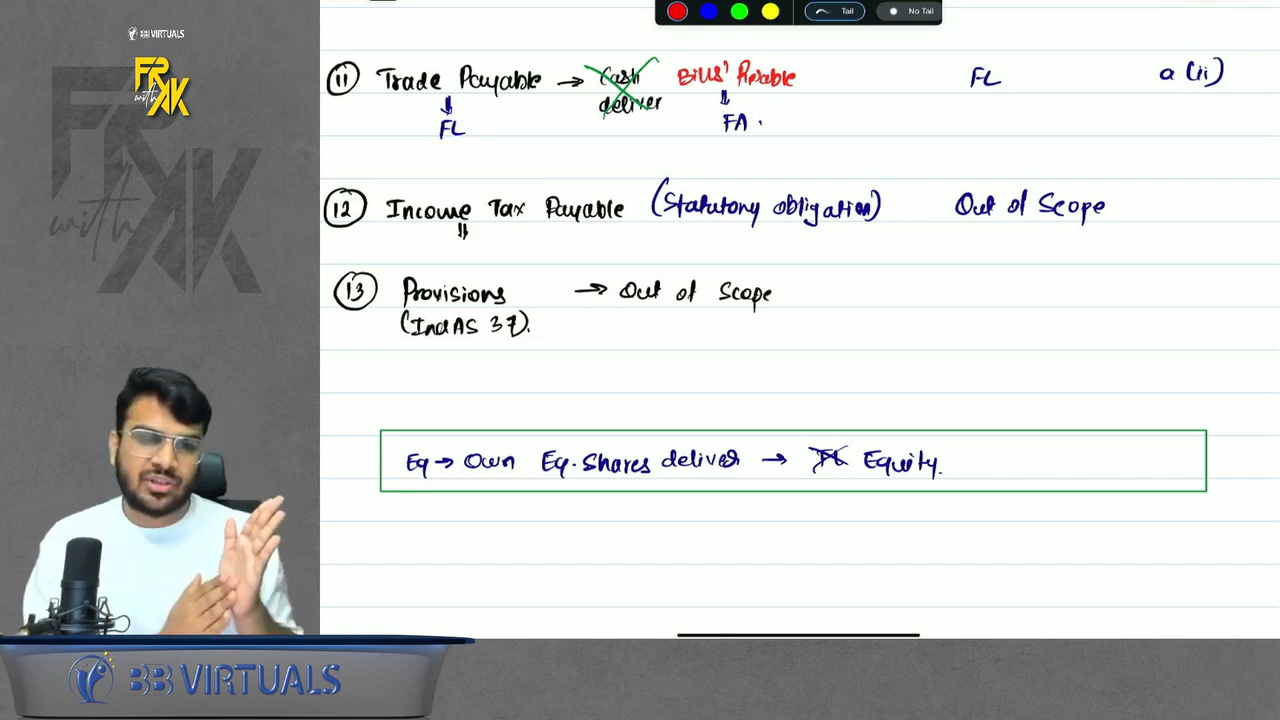 BB VIRTUALS
FR
with
AK
Tail
No Tail
11 Trade Payable → Cash deliver Bills' Payable FL a (ii)
FL FA.
12 Income Tax Payable (Statutory obligation) Out of Scope
13 Provisions → Out of Scope
(Ind AS 37).
Eq → Own Eq. Shares deliver → FL Equity.
BB VIRTUALS